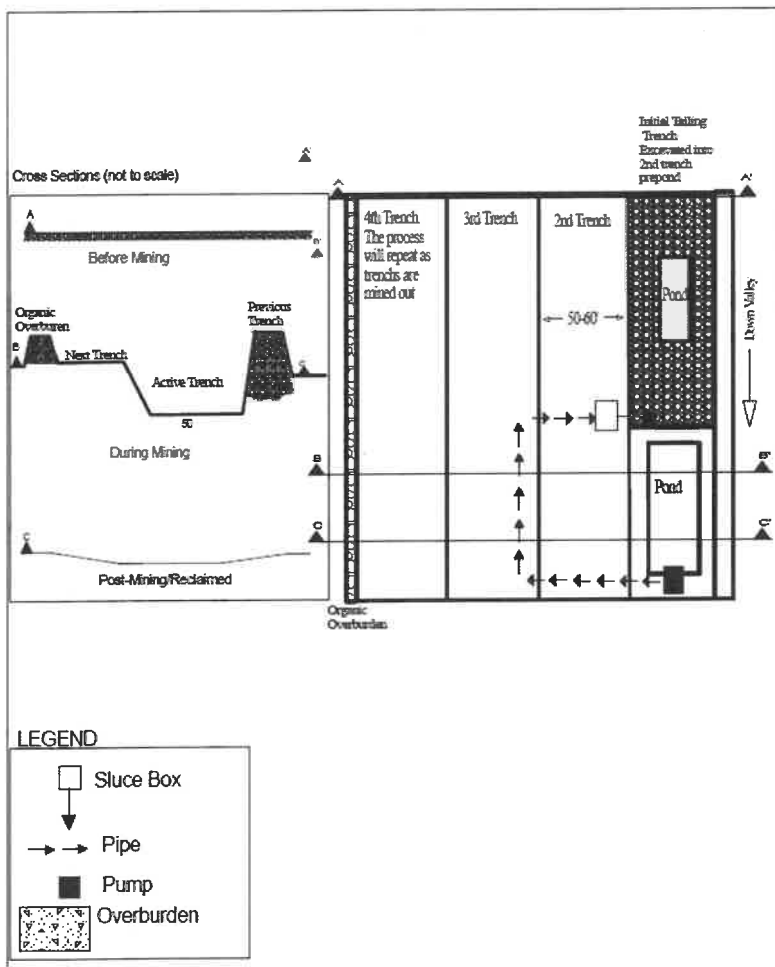 Cross Sections (not to scale)
A'
A
B'
Before Mining
Organic
Overburen
Previous
Trench
B
Next Trench
C'
Active Trench
50
During Mining
C
Post-Mining/Reclaimed
Initial Tailing
Trench
Excavated into
2nd trench
prepond
A
A'
4th Trench
The process
will repeat as
trenchs are
mined out
3rd Trench
2nd Trench
50-60'
Pond
Down Valley
B
B'
Pond
C
C'
Organic
Overburden
LEGEND
Sluce Box
Pipe
Pump
Overburden